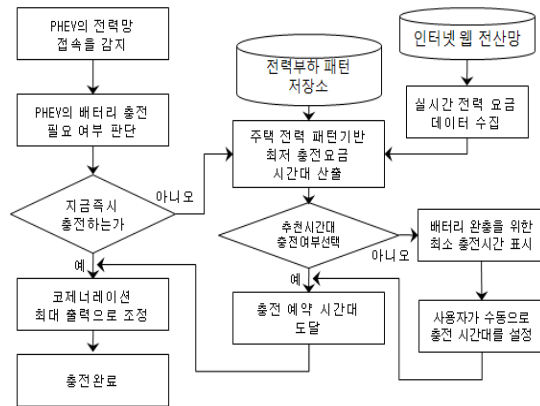 PHEV의 전력망
접속을 감지
PHEV의 배터리 충전
필요 여부 판단
지금즉시
충전하는가
아니오
예
코제너레이션
최대 출력으로 조정
충전완료
전력부하 패턴
저장소
인터넷 웹 전산망
실시간 전력 요금
데이터 수집
주택 전력 패턴기반
최저 충전요금
시간대 산출
추천시간대
충전여부선택
아니오
예
배터리 완충을 위한
최소 충전시간 표시
충전 예약 시간대
도달
사용자가 수동으로
충전 시간대를 설정